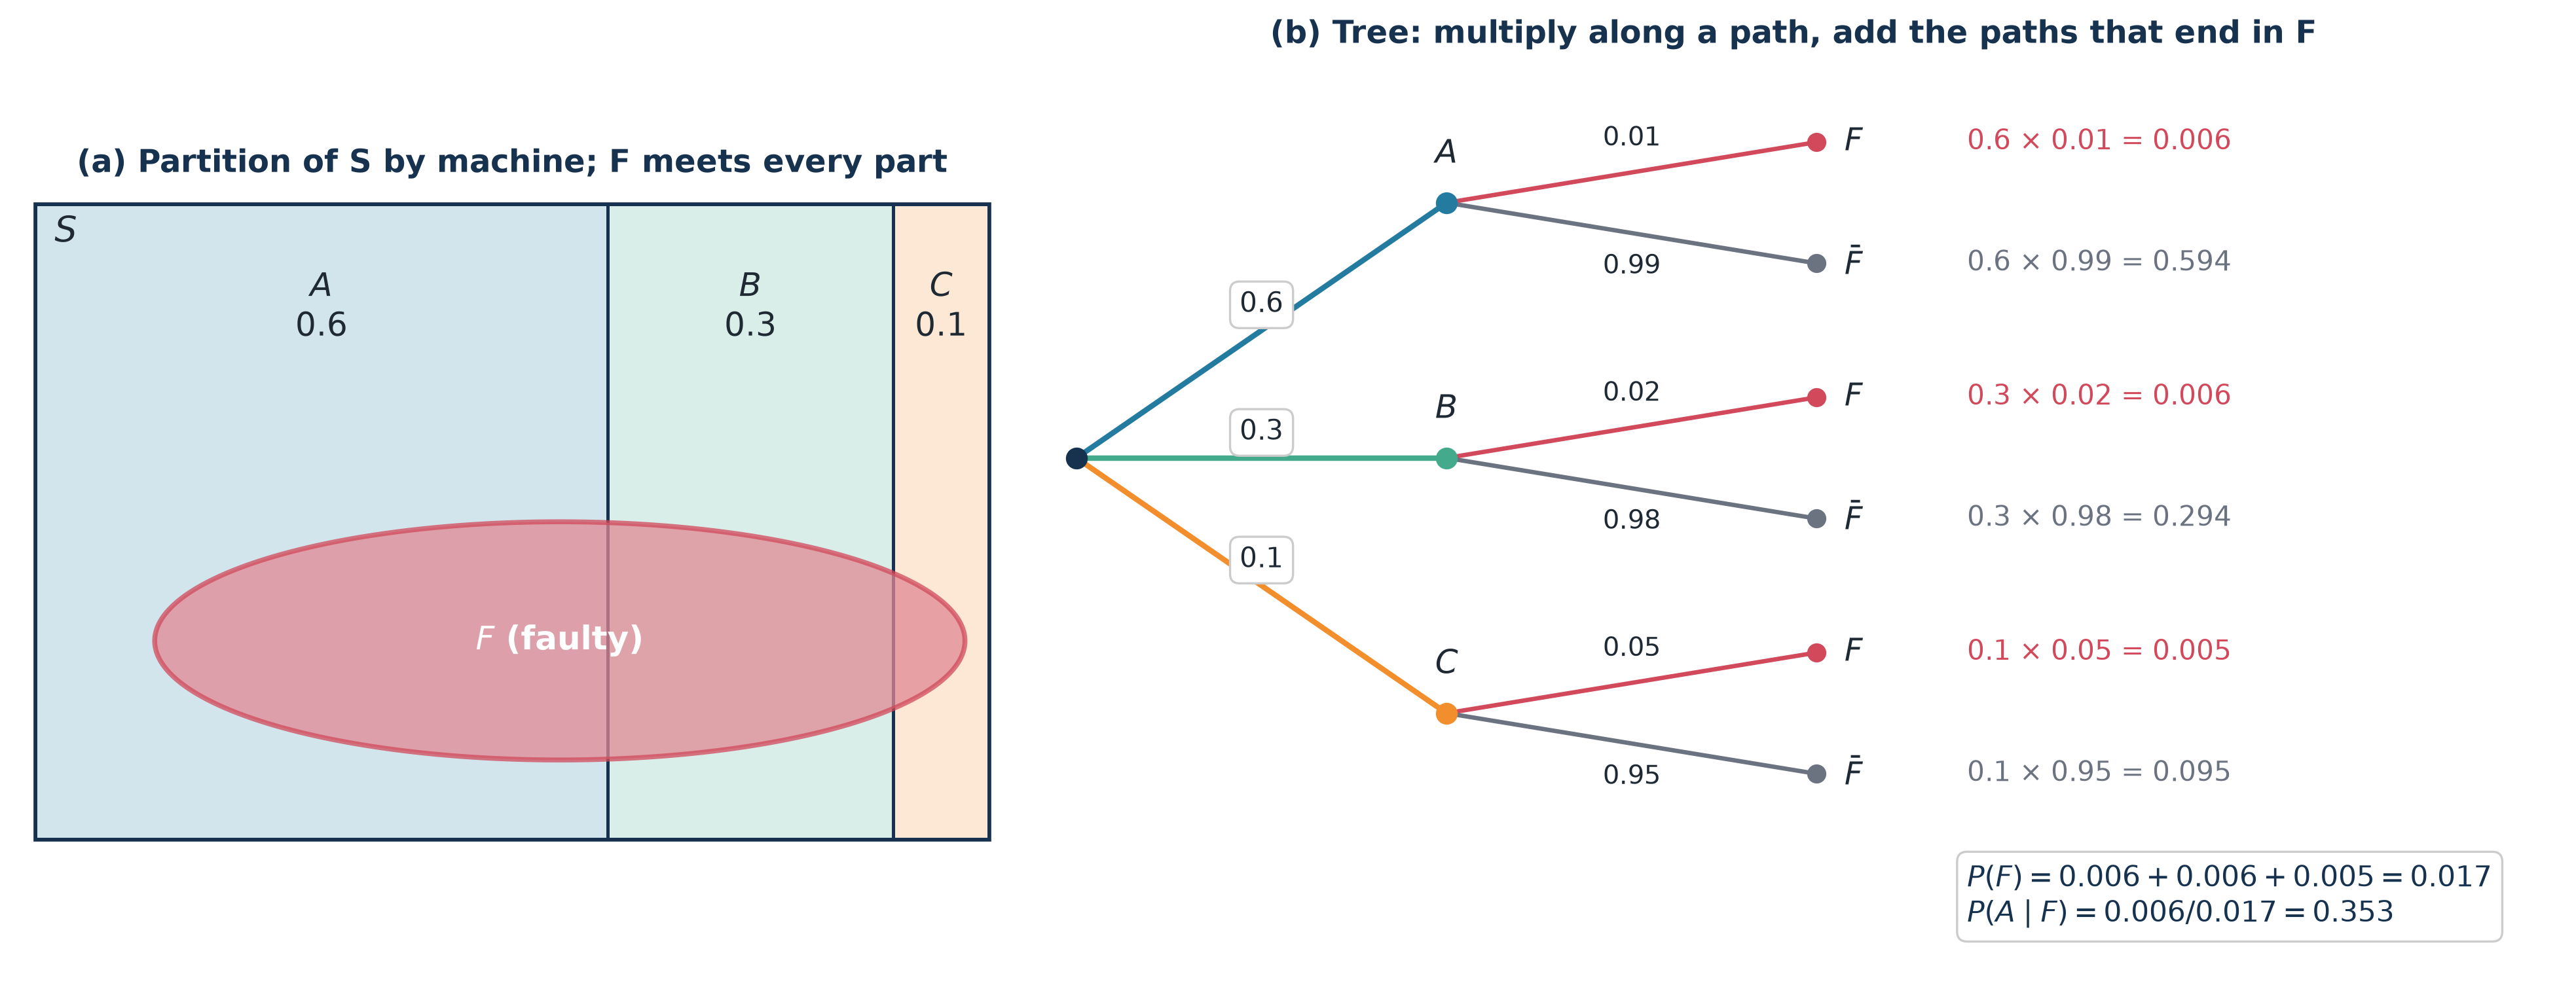 (b) Tree: multiply along a path, add the paths that end in F
(a) Partition of S by machine; F meets every part
S
A
0.6
B
0.3
C
0.1
F (faulty)
0.6
0.3
0.1
A
0.01
F
0.6 × 0.01 = 0.006
0.99
F̄
0.6 × 0.99 = 0.594
B
0.02
F
0.3 × 0.02 = 0.006
0.98
F̄
0.3 × 0.98 = 0.294
C
0.05
F
0.1 × 0.05 = 0.005
0.95
F̄
0.1 × 0.95 = 0.095
P(F) = 0.006 + 0.006 + 0.005 = 0.017
P(A | F) = 0.006/0.017 = 0.353